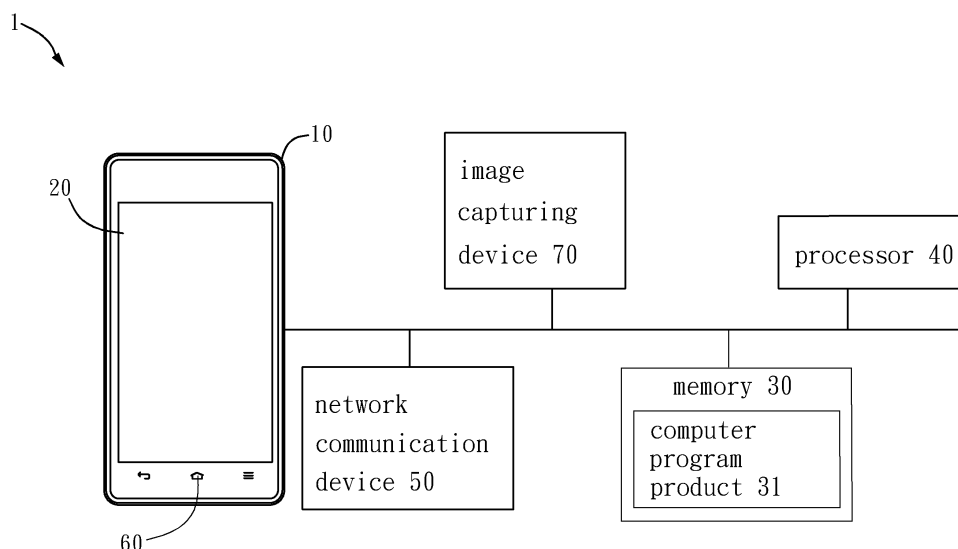 1
10
20
image
capturing
device 70
processor 40
network
communication
device 50
memory 30
computer
program
product 31
60